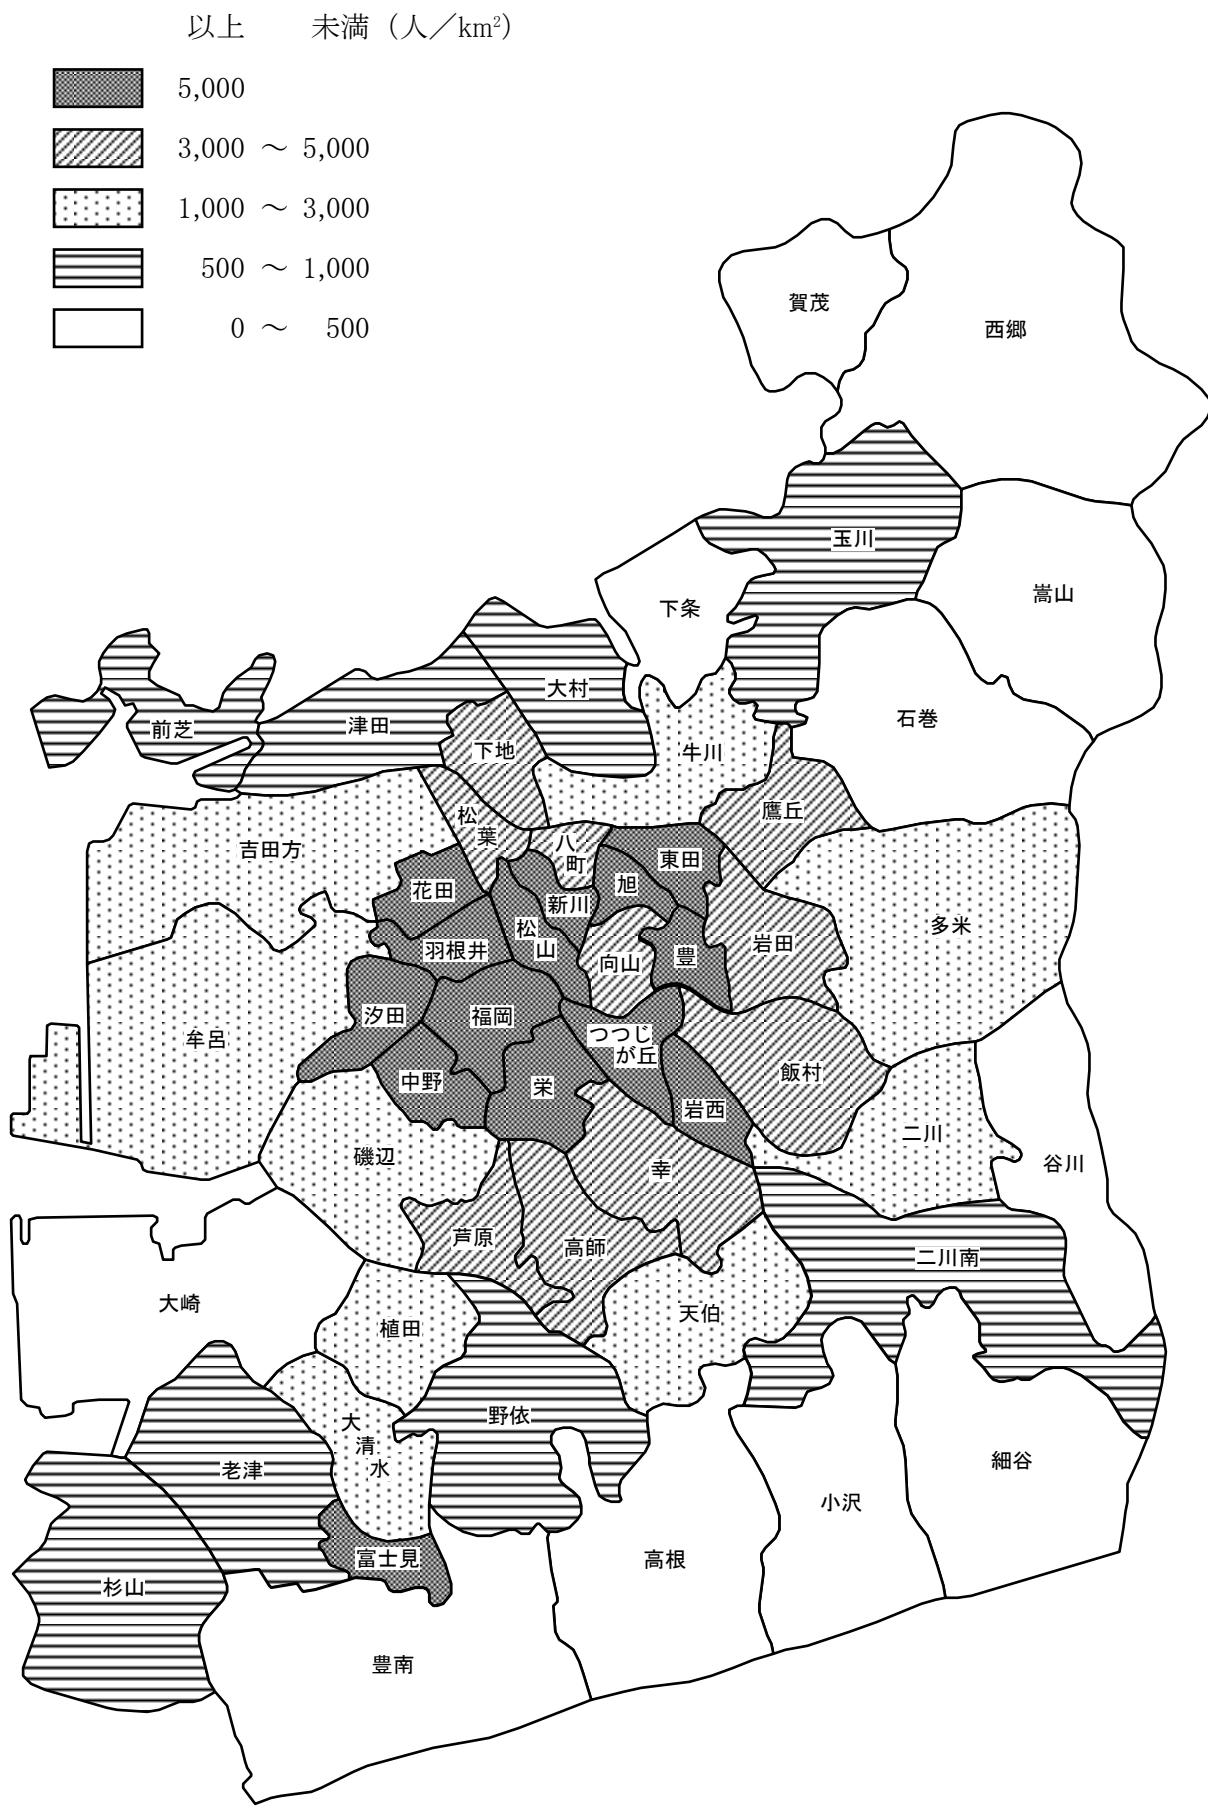 以上 未満（人／km²）
5,000
3,000 ～ 5,000
1,000 ～ 3,000
500 ～ 1,000
0 ～ 500
賀茂
西郷
玉川
嵩山
下条
大村
石巻
前芝
津田
下地
牛川
松
葉
鷹丘
八
町
吉田方
東田
旭
花田
新川
多米
松
山
羽根井
向山
豊
岩田
汐田
福岡
つつじ
が丘
牟呂
飯村
中野
栄
岩西
二川
磯辺
幸
谷川
芦原
高師
二川南
大崎
植田
天伯
野依
大
清
水
老津
細谷
小沢
富士見
高根
杉山
豊南